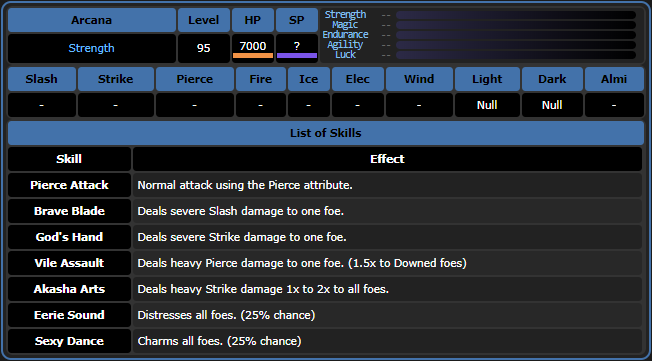 Arcana Level HP SP
Strength 95 7000 ?
Strength --
Magic --
Endurance --
Agility --
Luck --
Slash Strike Pierce Fire Ice Elec Wind Light Dark Almi
- - - - - - - Null Null -
List of Skills
Skill Effect
Pierce Attack Normal attack using the Pierce attribute.
Brave Blade Deals severe Slash damage to one foe.
God's Hand Deals severe Strike damage to one foe.
Vile Assault Deals heavy Pierce damage to one foe. (1.5x to Downed foes)
Akasha Arts Deals heavy Strike damage 1x to 2x to all foes.
Eerie Sound Distresses all foes. (25% chance)
Sexy Dance Charms all foes. (25% chance)